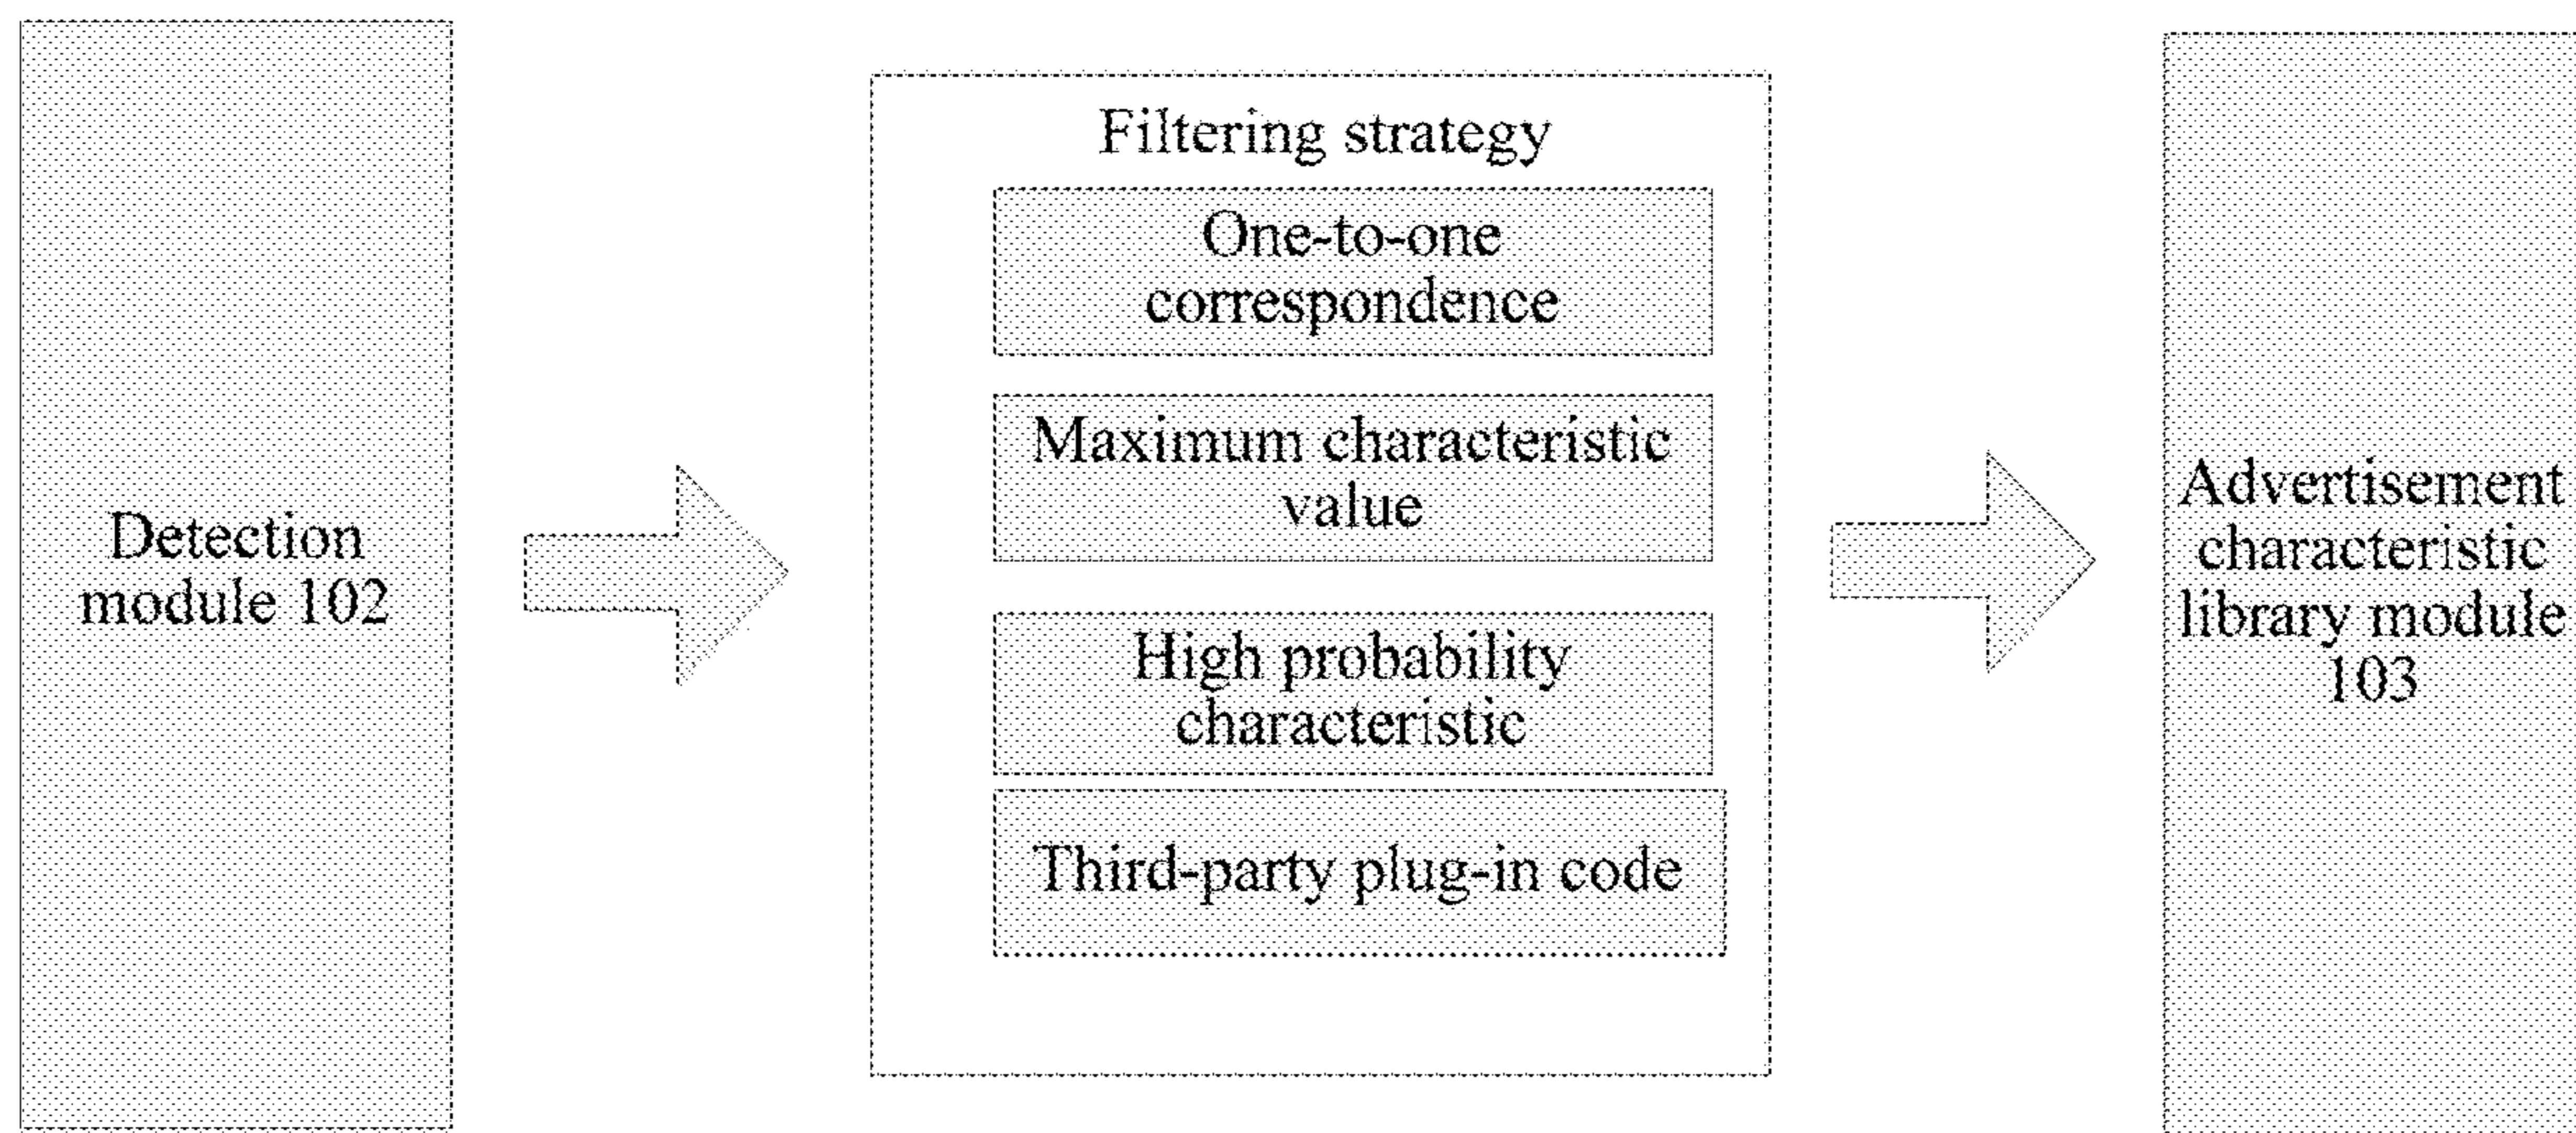 Detection
module 102
Filtering strategy
One-to-one
correspondence
Maximum characteristic
value
High probability
characteristic
Third-party plug-in code
Advertisement
characteristic
library module
103